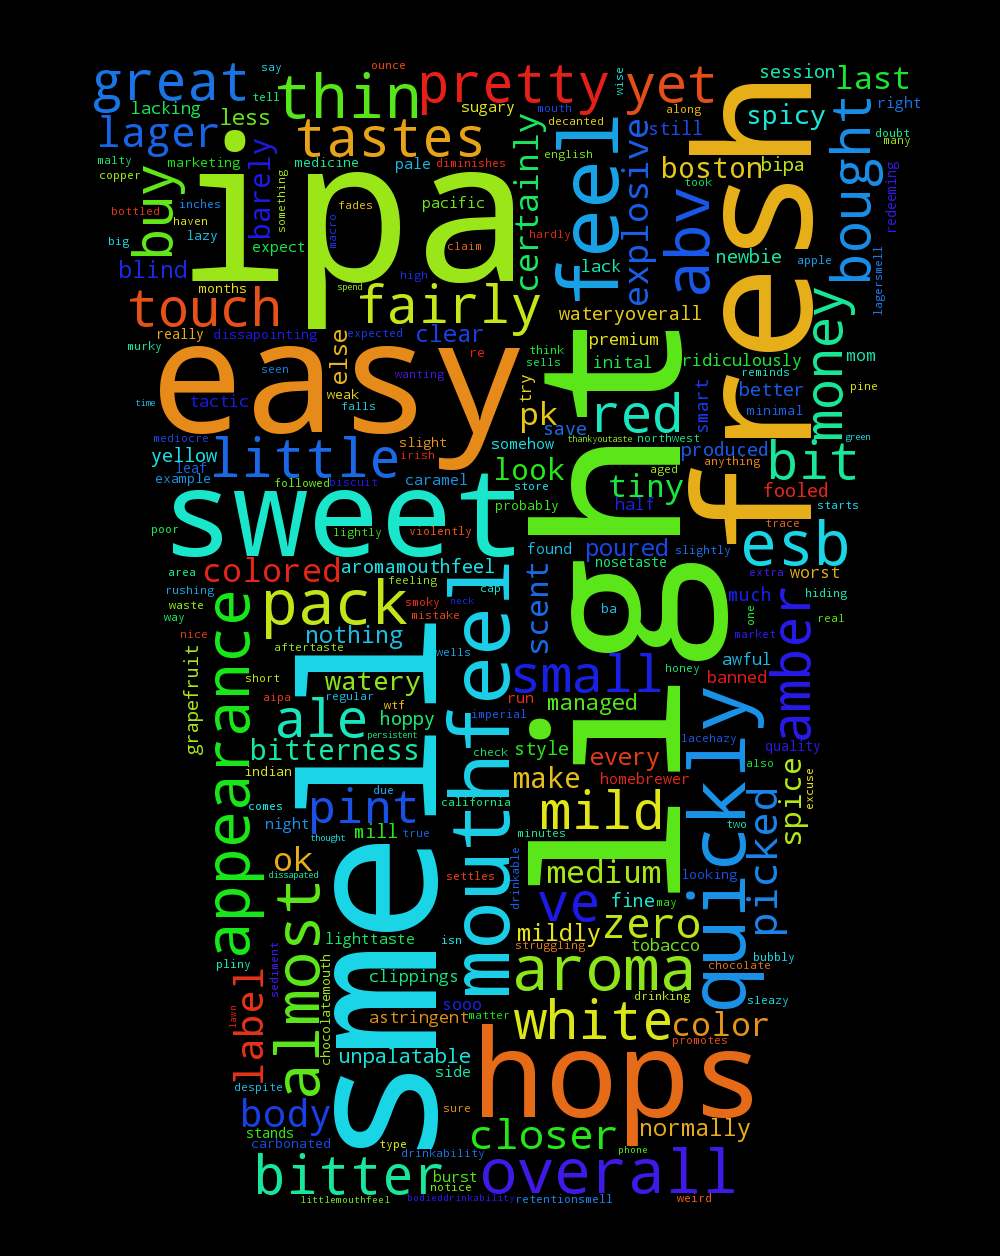 great
say
ounce
thin
pretty
wise
yet
session
last
tell
lacking
less
sugary
mouth
decanted
along
spicy
right
lager
tastes
certainly
still
fresh
bought
doubt
many
malty
marketing
barely
medicine
pale
diminishes
english
feel
explosive
boston
bipa
copper
buy
ipa
something
took
abv
redeeming
bottled
inches
fades
pacific
haven
macro
hardly
big
lazy
expect
claim
lack
newbie
apple
lagersmell
blind
high
months
spend
touch
fairly
wateryoverall
money
really
dissapointing
else
expected
clear
premium
murky
re
think
sells
inital
ridiculously
mom
easy
seen
wanting
light
reminds
pine
weak
try
smart
better
time
tactic
falls
pk
red
minimal
save
mediocre
little
slight
somehow
thankyoutaste
northwest
produced
bit
green
yellow
irish
leaf
look
aged
anything
example
followed
biscuit
caramel
store
tiny
fooled
sweet
probably
half
starts
poor
lightly
violently
trace
esb
area
colored
aromamouthfeel
found
poured
slightly
nosetaste
rushing
feeling
extra
worst
waste
pack
smoky
neck
cap
scent
ba
much
hiding
way
mistake
one
real
nice
nothing
market
amber
appearance
aftertaste
smell
wells
mouthfeel
honey
awful
grapefruit
short
watery
small
banned
aipa
regular
run
managed
quickly
ale
wtf
hoppy
imperial
persistent
lacehazy
bitterness
check
style
every
quality
indian
make
homebrewer
also
spice
excuse
comes
pint
due
california
mild
picked
night
mill
true
minutes
two
thought
ok
medium
looking
dissapated
settles
drinkable
almost
ve
fine
may
lighttaste
isn
mildly
zero
struggling
tobacco
pliny
sediment
chocolatemouth
clippings
aroma
chocolate
bubbly
label
sooo
drinking
sleazy
lawn
astringent
matter
white
color
unpalatable
hops
promotes
despite
side
body
sure
stands
closer
normally
carbonated
type
drinkability
phone
bitter
burst
overall
notice
littlemouthfeel
bodieddrinkability
retentionsmell
weird